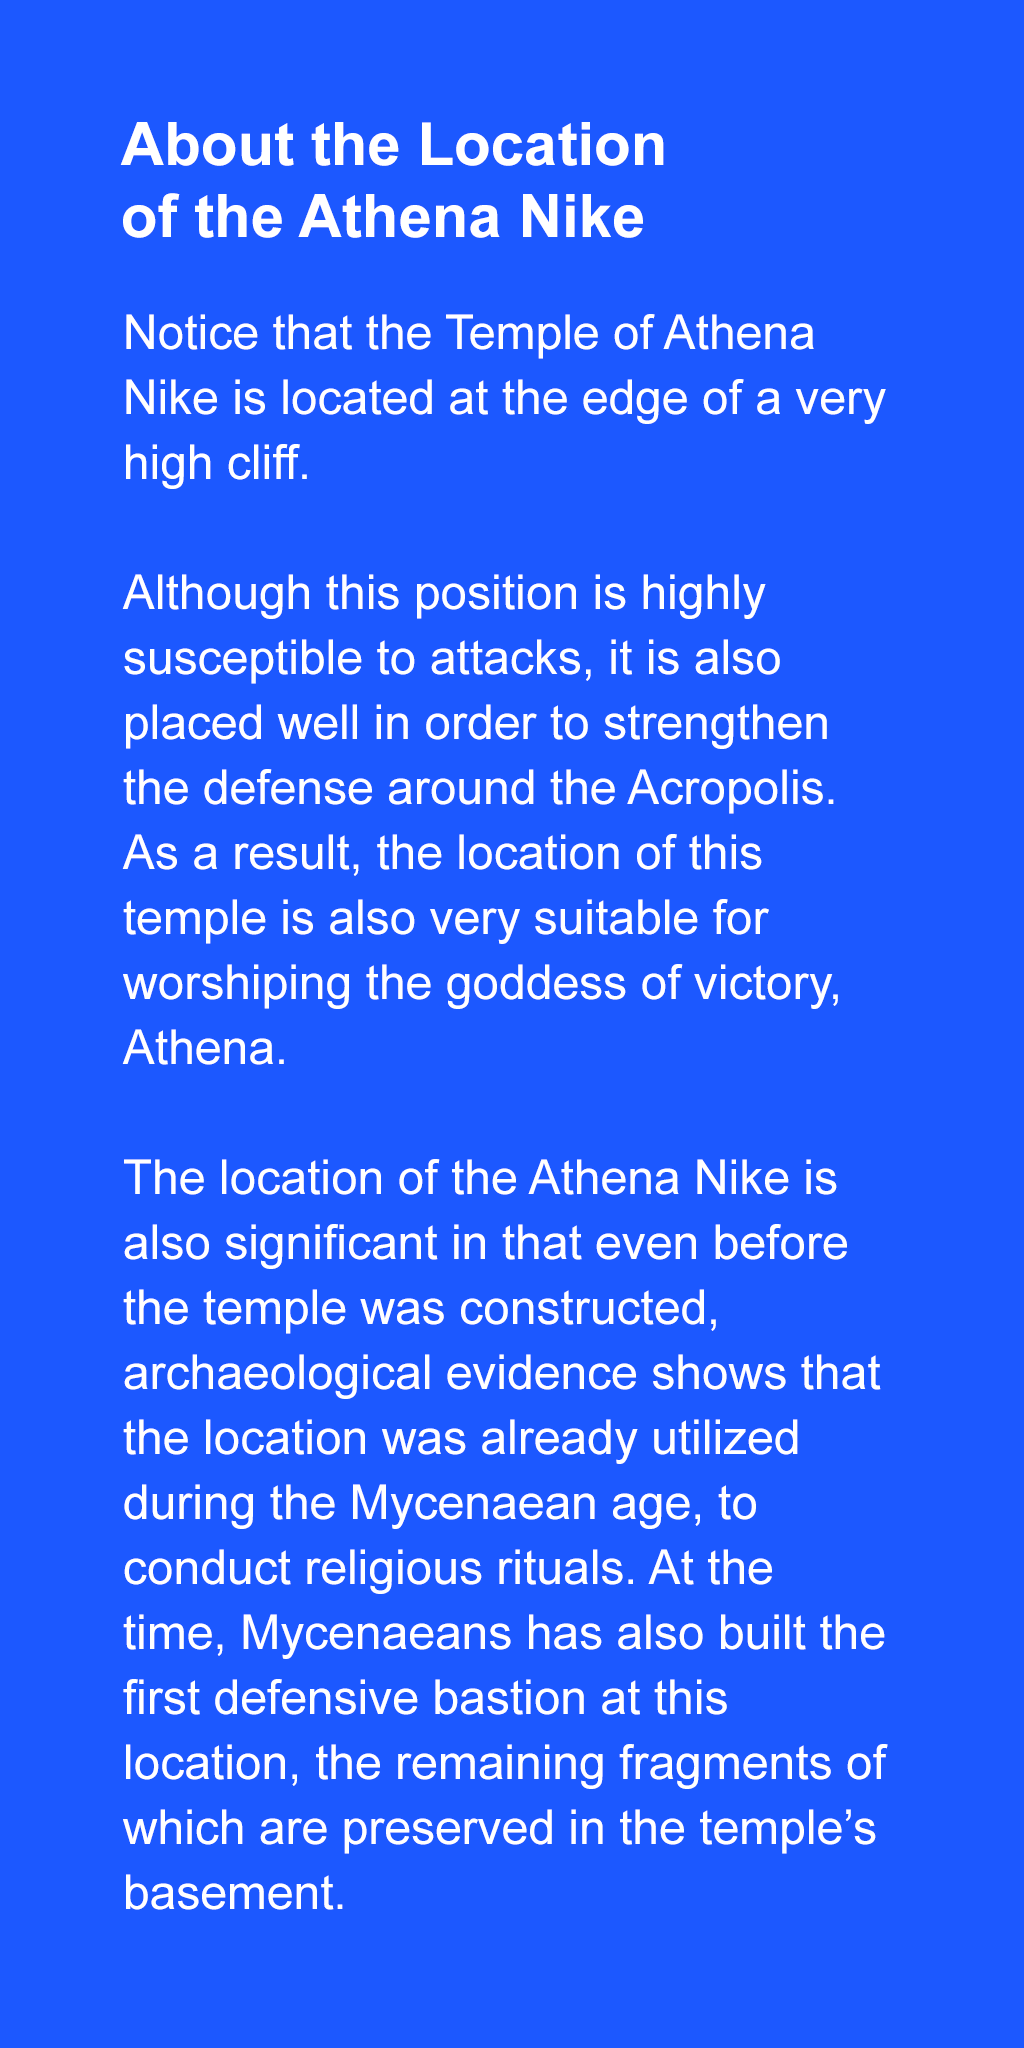 About the Location
of the Athena Nike
Notice that the Temple of Athena
Nike is located at the edge of a very
high cliff.
Although this position is highly
susceptible to attacks, it is also
placed well in order to strengthen
the defense around the Acropolis.
As a result, the location of this
temple is also very suitable for
worshiping the goddess of victory,
Athena.
The location of the Athena Nike is
also significant in that even before
the temple was constructed,
archaeological evidence shows that
the location was already utilized
during the Mycenaean age, to
conduct religious rituals. At the
time, Mycenaeans has also built the
first defensive bastion at this
location, the remaining fragments of
which are preserved in the temple’s
basement.